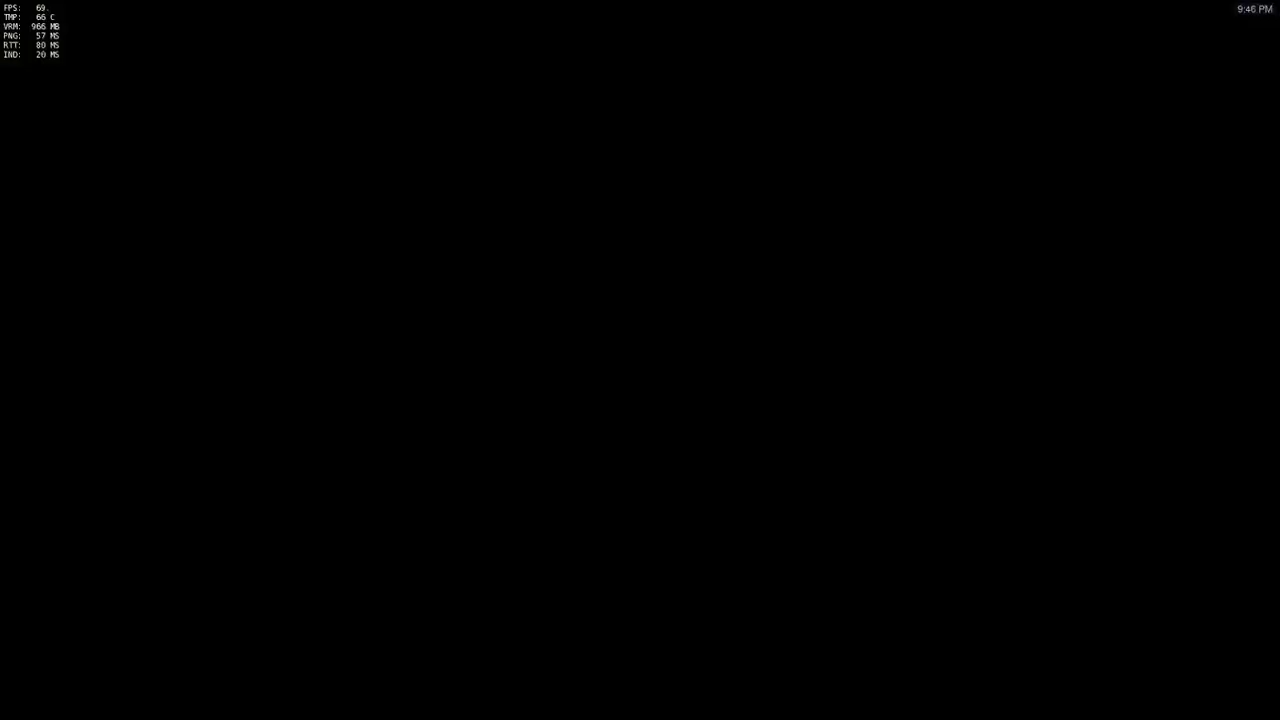 FPS: 69.
TMP: 66 C
VRM: 966 MB
PNG: 57 MS
RTT: 80 MS
IND: 20 MS
9:46 PM